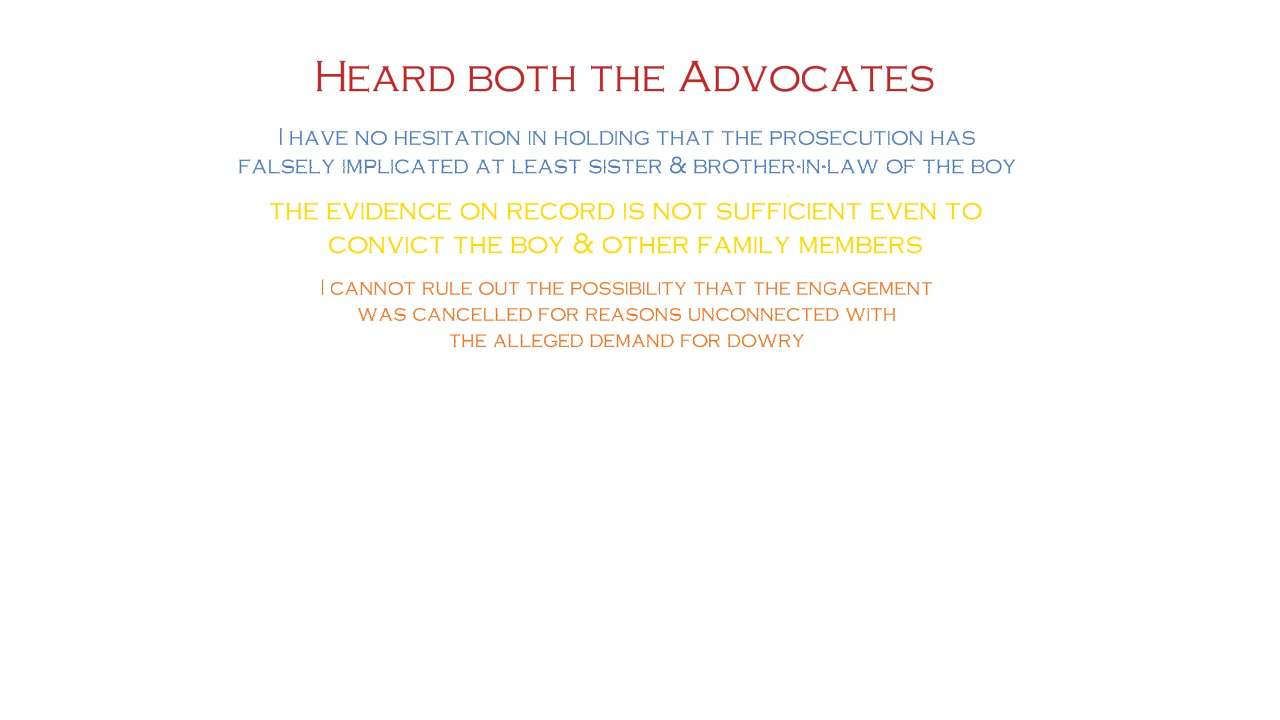 Heard both the Advocates
I have no hesitation in holding that the prosecution has
falsely implicated at least sister & brother-in-law of the boy
the evidence on record is not sufficient even to
convict the boy & other family members
I cannot rule out the possibility that the engagement
was cancelled for reasons unconnected with
the alleged demand for dowry